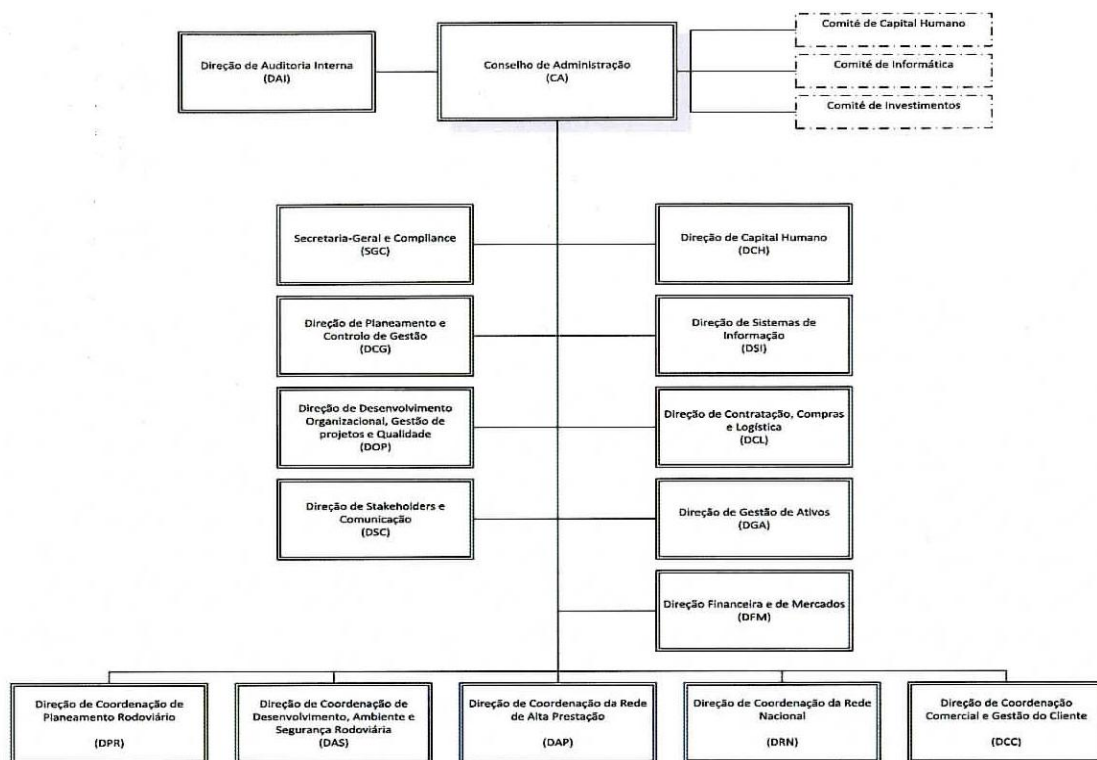 Comité de Capital Humano
Direção de Auditoria Interna
(DAI)
Conselho de Administração
(CA)
Comité de Informática
Comité de Investimentos
Secretaria-Geral e Compliance
(SGC)
Direção de Capital Humano
(DCH)
Direção de Planeamento e
Controlo de Gestão
(DCG)
Direção de Sistemas de
Informação
(DSI)
Direção de Desenvolvimento
Organizacional, Gestão de
projetos e Qualidade
(DOP)
Direção de Contratação, Compras
e Logística
(DCL)
Direção de Stakeholders e
Comunicação
(DSC)
Direção de Gestão de Ativos
(DGA)
Direção Financeira e de Mercados
(DFM)
Direção de Coordenação de
Planeamento Rodoviário
(DPR)
Direção de Coordenação de
Desenvolvimento, Ambiente e
Segurança Rodoviária
(DAS)
Direção de Coordenação da Rede
de Alta Prestação
(DAP)
Direção de Coordenação da Rede
Nacional
(DRN)
Direção de Coordenação
Comercial e Gestão do Cliente
(DCC)